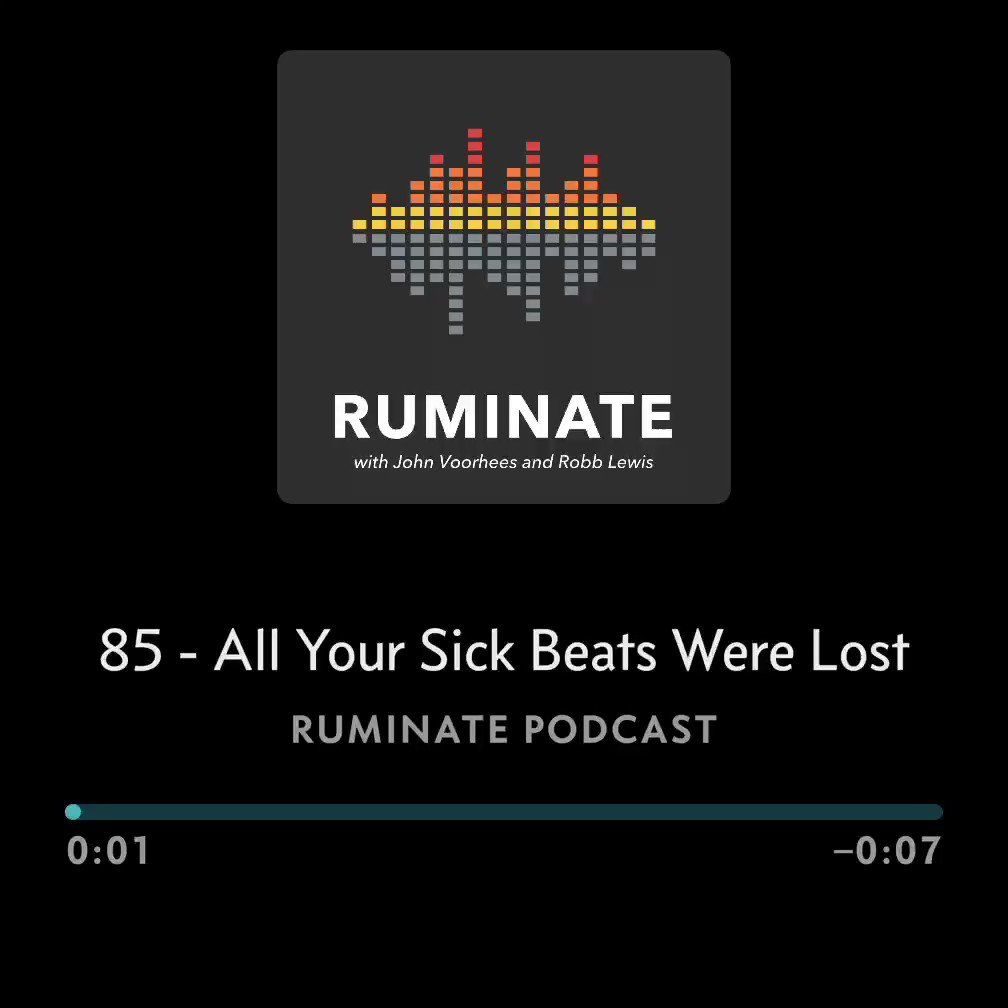 RUMINATE
with John Voorhees and Robb Lewis
85 - All Your Sick Beats Were Lost
RUMINATE PODCAST
0:01
–0:07